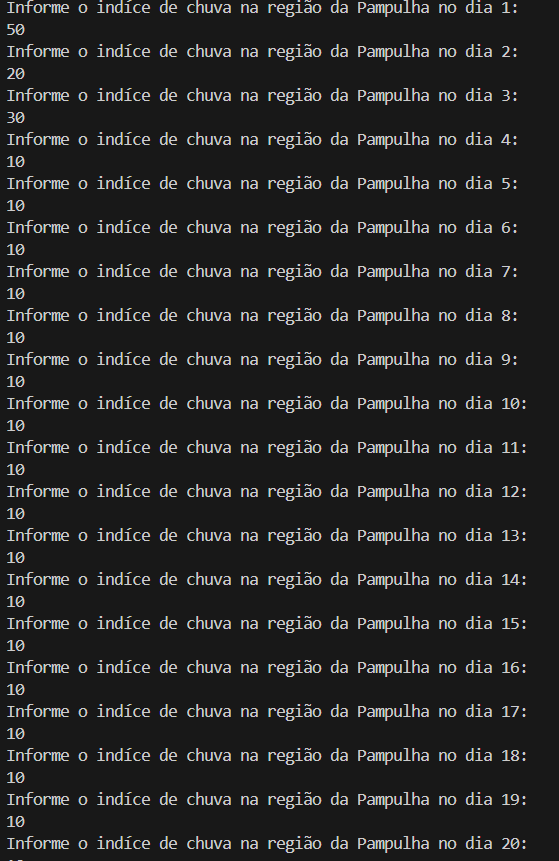 Informe o indíce de chuva na região da Pampulha no dia 1:
50
Informe o indíce de chuva na região da Pampulha no dia 2:
20
Informe o indíce de chuva na região da Pampulha no dia 3:
30
Informe o indíce de chuva na região da Pampulha no dia 4:
10
Informe o indíce de chuva na região da Pampulha no dia 5:
10
Informe o indíce de chuva na região da Pampulha no dia 6:
10
Informe o indíce de chuva na região da Pampulha no dia 7:
10
Informe o indíce de chuva na região da Pampulha no dia 8:
10
Informe o indíce de chuva na região da Pampulha no dia 9:
10
Informe o indíce de chuva na região da Pampulha no dia 10:
10
Informe o indíce de chuva na região da Pampulha no dia 11:
10
Informe o indíce de chuva na região da Pampulha no dia 12:
10
Informe o indíce de chuva na região da Pampulha no dia 13:
10
Informe o indíce de chuva na região da Pampulha no dia 14:
10
Informe o indíce de chuva na região da Pampulha no dia 15:
10
Informe o indíce de chuva na região da Pampulha no dia 16:
10
Informe o indíce de chuva na região da Pampulha no dia 17:
10
Informe o indíce de chuva na região da Pampulha no dia 18:
10
Informe o indíce de chuva na região da Pampulha no dia 19:
10
Informe o indíce de chuva na região da Pampulha no dia 20: